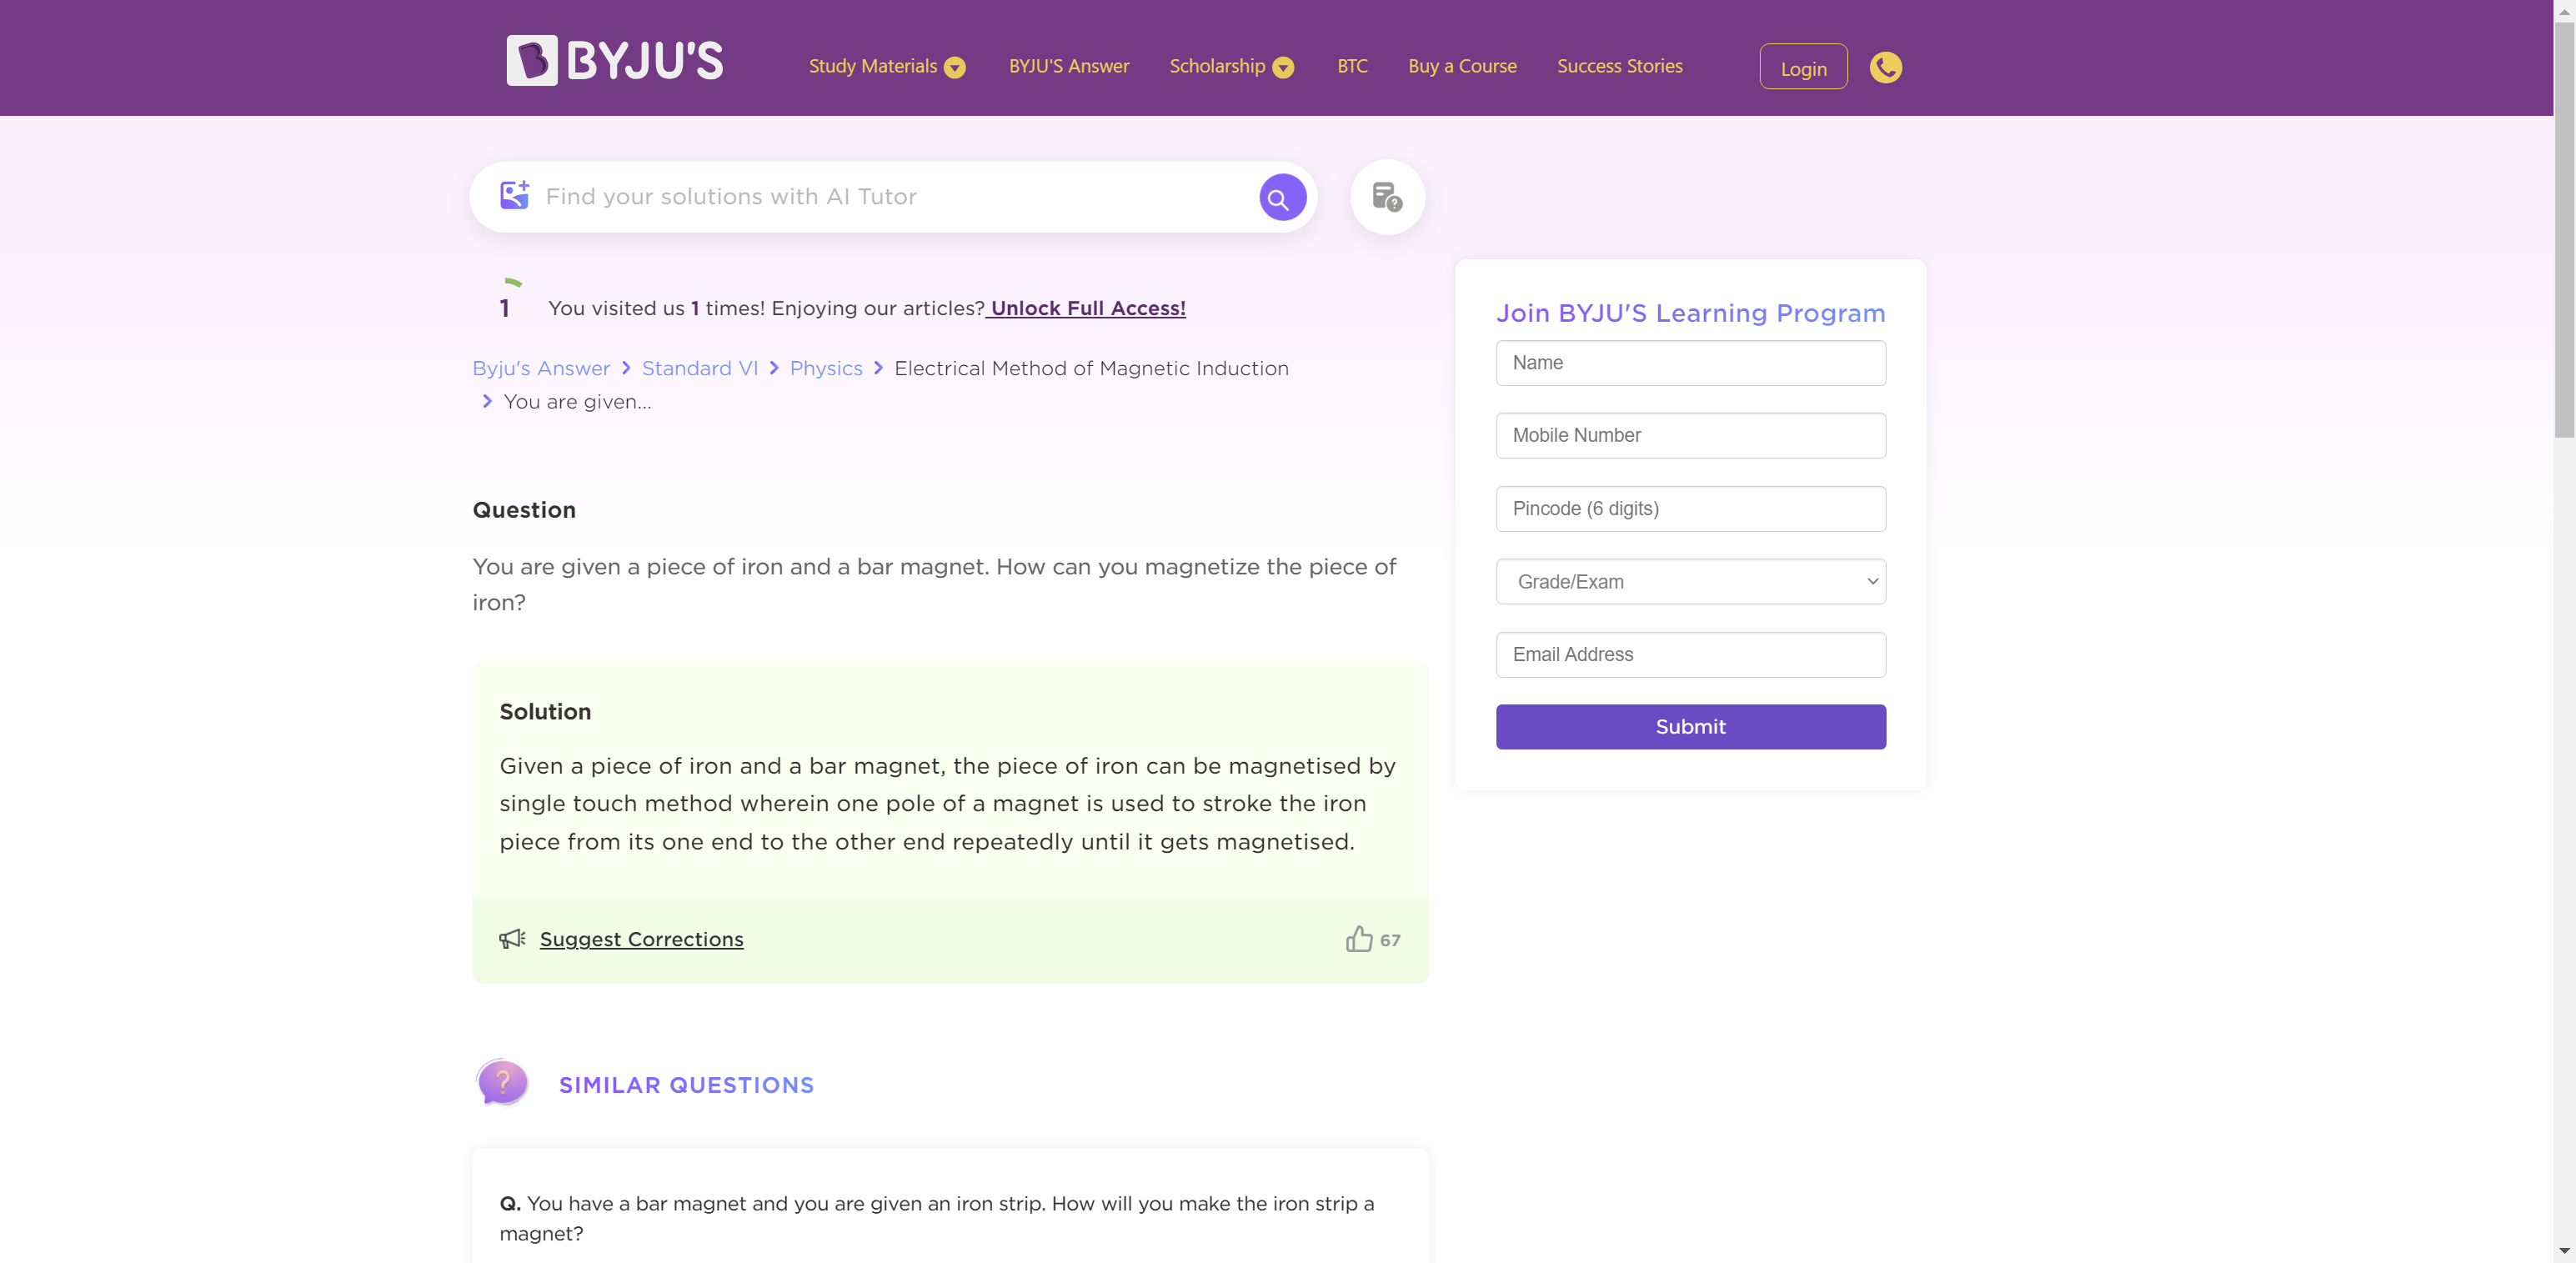 BYJU'S
Study Materials
BYJU'S Answer
Scholarship
BTC
Buy a Course
Success Stories
Login
Find your solutions with AI Tutor
1
You visited us 1 times! Enjoying our articles? Unlock Full Access!
Byju's Answer > Standard VI > Physics > Electrical Method of Magnetic Induction
> You are given...
Question
You are given a piece of iron and a bar magnet. How can you magnetize the piece of
iron?
Solution
Given a piece of iron and a bar magnet, the piece of iron can be magnetised by
single touch method wherein one pole of a magnet is used to stroke the iron
piece from its one end to the other end repeatedly until it gets magnetised.
Suggest Corrections
67
SIMILAR QUESTIONS
Q. You have a bar magnet and you are given an iron strip. How will you make the iron strip a
magnet?
Join BYJU'S Learning Program
Name
Mobile Number
Pincode (6 digits)
Grade/Exam
Email Address
Submit